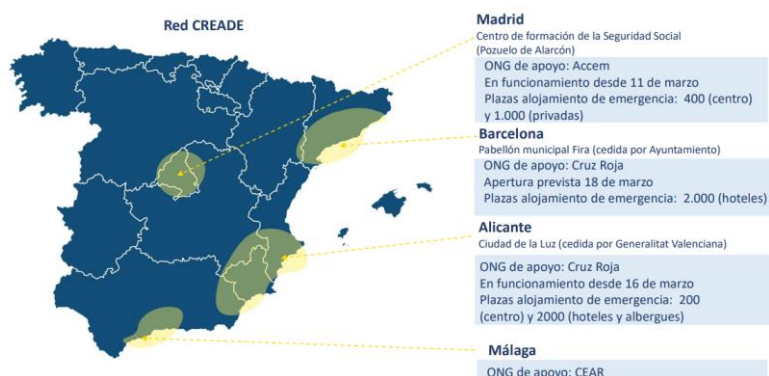 Red CREADE
Madrid
Centro de formación de la Seguridad Social
(Pozuelo de Alarcón)
ONG de apoyo: Accem
En funcionamiento desde 11 de marzo
Plazas alojamiento de emergencia: 400 (centro)
y 1.000 (privadas)
Barcelona
Pabellón municipal Fira (cedida por Ayuntamiento)
ONG de apoyo: Cruz Roja
Apertura prevista 18 de marzo
Plazas alojamiento de emergencia: 2.000 (hoteles)
Alicante
Ciudad de la Luz (cedida por Generalitat Valenciana)
ONG de apoyo: Cruz Roja
En funcionamiento desde 16 de marzo
Plazas alojamiento de emergencia: 200
(centro) y 2000 (hoteles y albergues)
Málaga
ONG de apoyo: CEAR